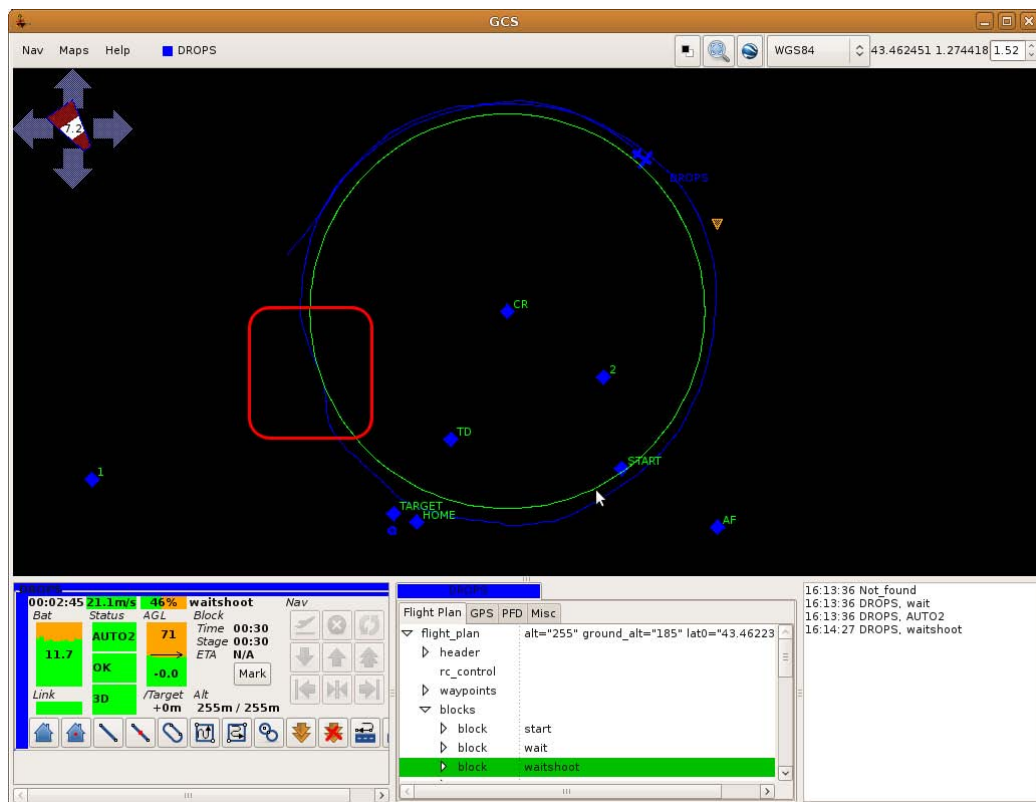 GCS
Nav Maps Help DROPS WGS84 43.462451 1.274418 1.52
7.2
DROPS
CR
2
TD
START
1
TARGET
HOME
AF
DROPS
00:02:45 21.1m/s 46% waitshoot Nav
Bat Status AGL Block
Time 00:30
AUTO2 71 Stage 00:30
11.7 ETA N/A
OK -0.0 Mark
Link 3D /Target Alt
+0m 255m / 255m
DROPS
Flight Plan GPS PFD Misc
flight_plan alt="255" ground_alt="185" lat0="43.46223
header
rc_control
waypoints
blocks
block start
block wait
block waitshoot
16:13:36 Not_found
16:13:36 DROPS, wait
16:13:36 DROPS, AUTO2
16:14:27 DROPS, waitshoot